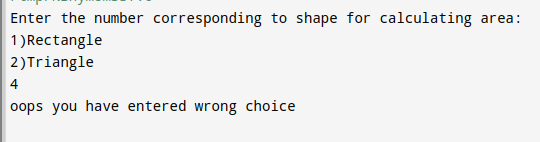 Enter the number corresponding to shape for calculating area:
1)Rectangle
2)Triangle
4
oops you have entered wrong choice